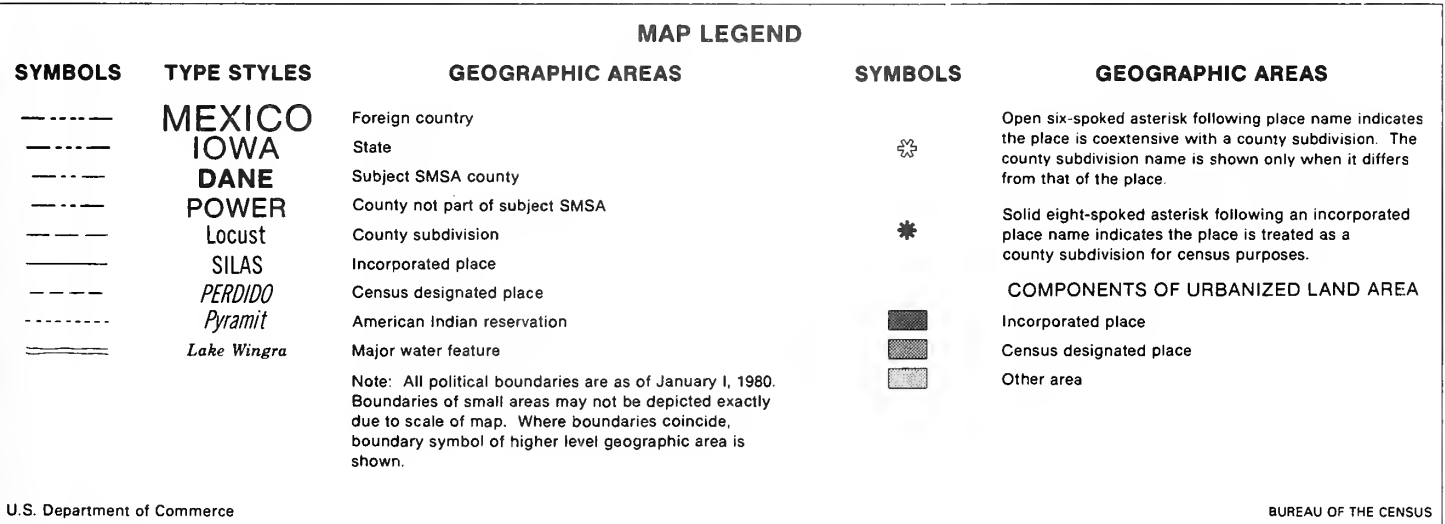 MAP LEGEND
SYMBOLS TYPE STYLES GEOGRAPHIC AREAS
MEXICO Foreign country
IOWA State
DANE Subject SMSA county
POWER County not part of subject SMSA
Locust County subdivision
SILAS Incorporated place
PERDIDO Census designated place
Pyramit American Indian reservation
Lake Wingra Major water feature
Note: All political boundaries are as of January I, 1980.
Boundaries of small areas may not be depicted exactly
due to scale of map. Where boundaries coincide,
boundary symbol of higher level geographic area is
shown.
SYMBOLS GEOGRAPHIC AREAS
Open six-spoked asterisk following place name indicates
the place is coextensive with a county subdivision. The
county subdivision name is shown only when it differs
from that of the place.
Solid eight-spoked asterisk following an incorporated
place name indicates the place is treated as a
county subdivision for census purposes.
COMPONENTS OF URBANIZED LAND AREA
Incorporated place
Census designated place
Other area
U.S. Department of Commerce
BUREAU OF THE CENSUS